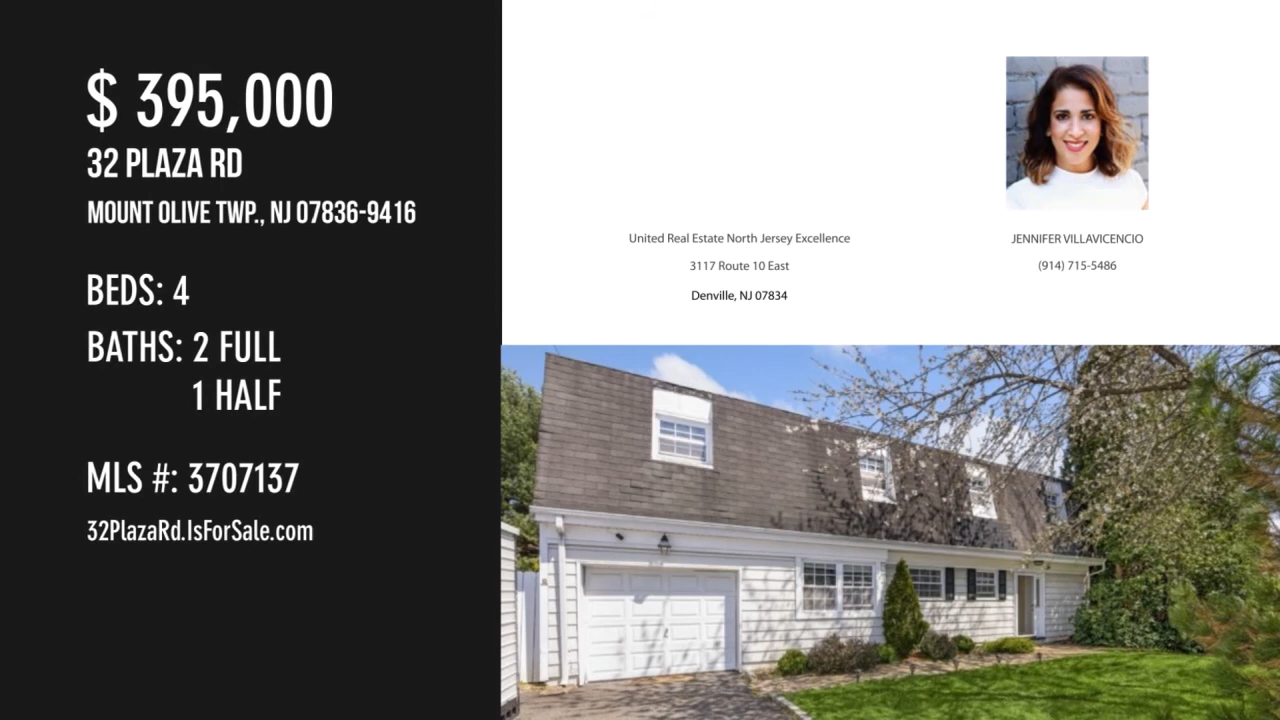 $ 395,000
32 PLAZA RD
MOUNT OLIVE TWP., NJ 07836-9416
BEDS: 4
BATHS: 2 FULL
1 HALF
MLS #: 3707137
32PlazaRd.IsForSale.com
United Real Estate North Jersey Excellence
3117 Route 10 East
Denville, NJ 07834
JENNIFER VILLAVICENCIO
(914) 715-5486